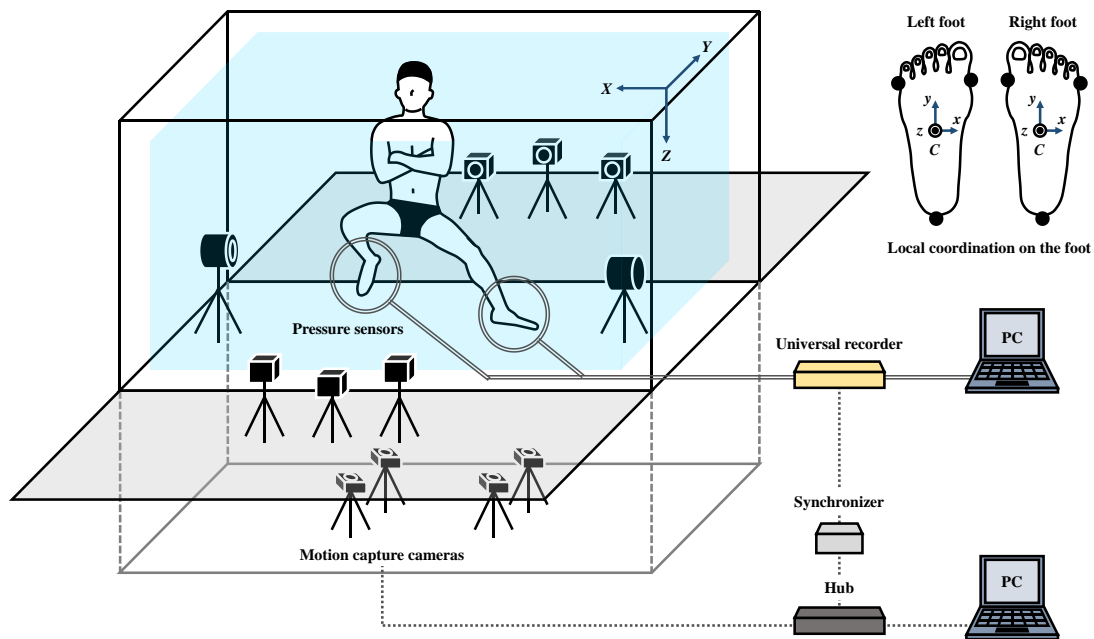 Left foot
Right foot
Y
X
Z
y
z
x
C
y
z
x
C
Local coordination on the foot
Pressure sensors
Universal recorder
PC
Synchronizer
Motion capture cameras
Hub
PC